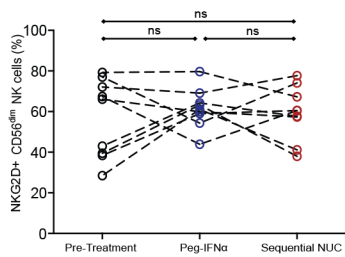 ns
ns ns
NKG2D+ CD56dim NK cells (%)
100
80
60
40
20
0
Pre-Treatment Peg-IFNα Sequential NUC